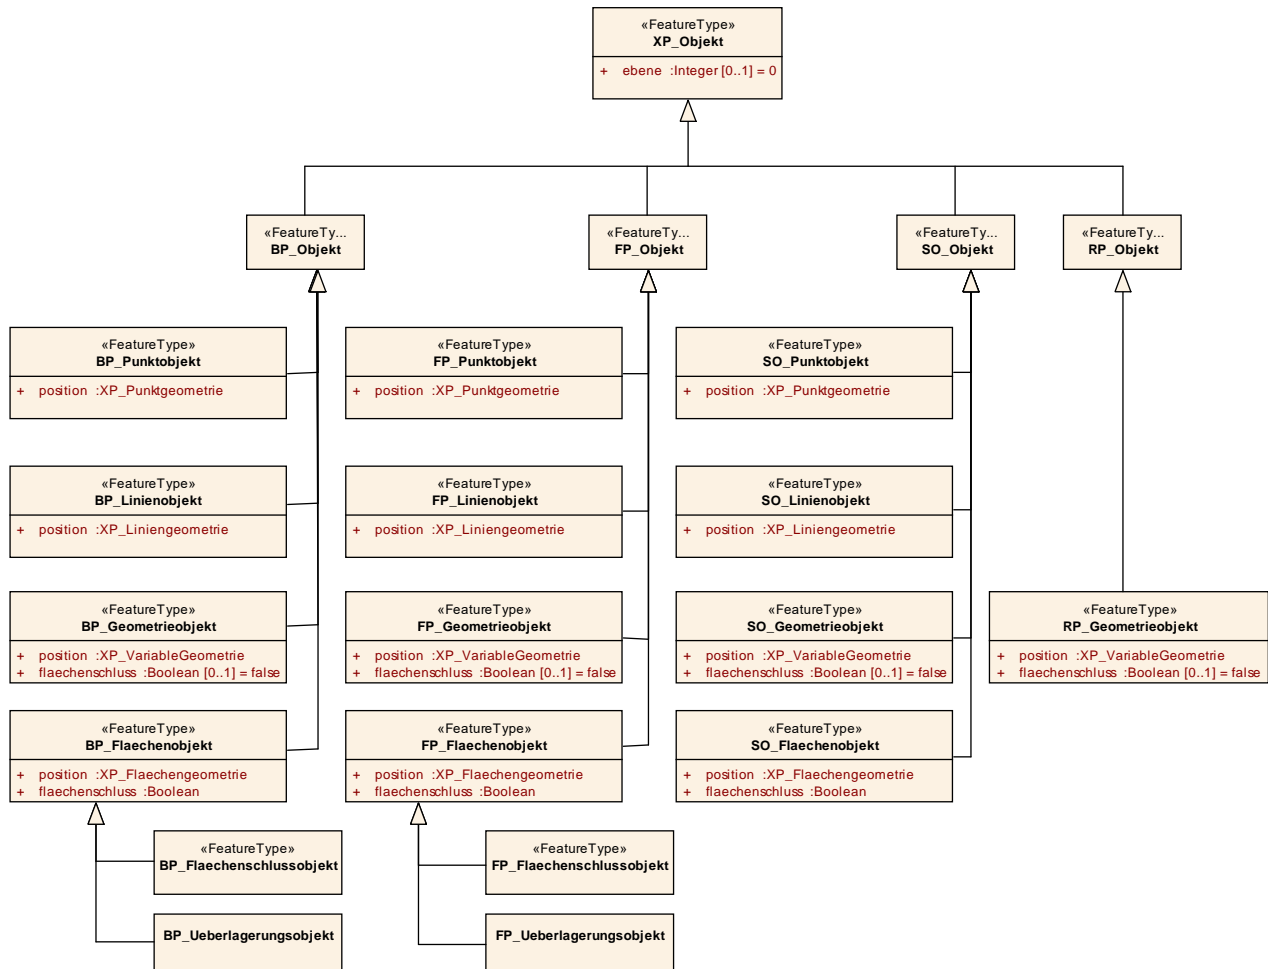 «FeatureType»
XP_Objekt
+ ebene :Integer [0..1] = 0
«FeatureTy...
BP_Objekt
«FeatureTy...
FP_Objekt
«FeatureTy...
SO_Objekt
«FeatureTy...
RP_Objekt
«FeatureType»
BP_Punktobjekt
+ position :XP_Punktgeometrie
«FeatureType»
FP_Punktobjekt
+ position :XP_Punktgeometrie
«FeatureType»
SO_Punktobjekt
+ position :XP_Punktgeometrie
«FeatureType»
BP_Linienobjekt
+ position :XP_Liniengeometrie
«FeatureType»
FP_Linienobjekt
+ position :XP_Liniengeometrie
«FeatureType»
SO_Linienobjekt
+ position :XP_Liniengeometrie
«FeatureType»
BP_Geometrieobjekt
+ position :XP_VariableGeometrie
+ flaechenschluss :Boolean [0..1] = false
«FeatureType»
FP_Geometrieobjekt
+ position :XP_VariableGeometrie
+ flaechenschluss :Boolean [0..1] = false
«FeatureType»
SO_Geometrieobjekt
+ position :XP_VariableGeometrie
+ flaechenschluss :Boolean [0..1] = false
«FeatureType»
RP_Geometrieobjekt
+ position :XP_VariableGeometrie
+ flaechenschluss :Boolean [0..1] = false
«FeatureType»
BP_Flaechenobjekt
+ position :XP_Flaechengeometrie
+ flaechenschluss :Boolean
«FeatureType»
FP_Flaechenobjekt
+ position :XP_Flaechengeometrie
+ flaechenschluss :Boolean
«FeatureType»
SO_Flaechenobjekt
+ position :XP_Flaechengeometrie
+ flaechenschluss :Boolean
«FeatureType»
BP_Flaechenschlussobjekt
«FeatureType»
FP_Flaechenschlussobjekt
BP_Ueberlagerungsobjekt
FP_Ueberlagerungsobjekt